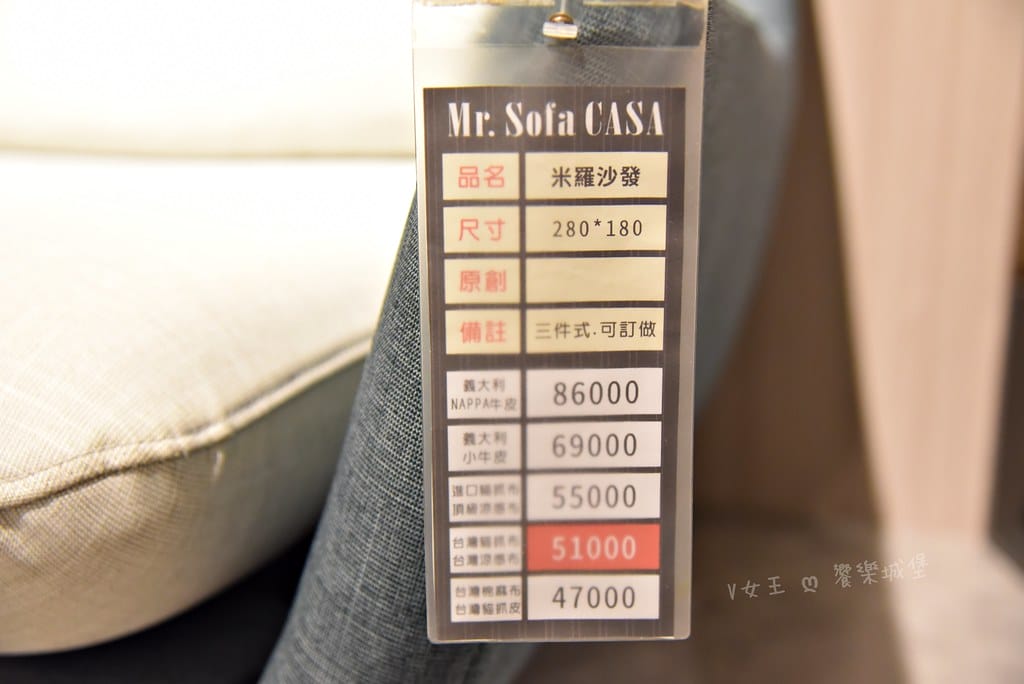 Mr. Sofa CASA
品名 米羅沙發
尺寸 280*180
原創
備註 三件式.可訂做
義大利
NAPPA牛皮 86000
義大利
小牛皮 69000
進口貓抓布
頂級涼感布 55000
台灣貓抓布
台灣涼感布 51000
台灣棉麻布
台灣貓抓皮 47000
V女王 ღ 饗樂城堡